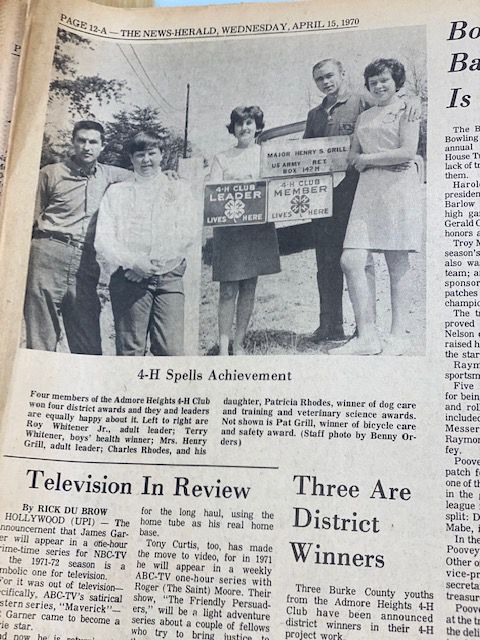 PAGE 12-A — THE NEWS-HERALD, WEDNESDAY, APRIL 15, 1970
MAJOR HENRY S. GRILL
US ARMY RET.
BOX 142H
4-H CLUB
LEADER
LIVES HERE
4-H CLUB
MEMBER
LIVES HERE
4-H Spells Achievement
Four members of the Admore Heights 4-H Club
won four district awards and they and leaders
are equally happy about it. Left to right are
Roy Whitener Jr., adult leader; Terry
Whitener, boys' health winner; Mrs. Henry
Grill, adult leader; Charles Rhodes, and his
daughter, Patricia Rhodes, winner of dog care
and training and veterinary science awards.
Not shown is Pat Grill, winner of bicycle care
and safety award. (Staff photo by Benny Or-
ders)
Television In Review
By RICK DU BROW
HOLLYWOOD (UPI) — The
announcement that James Gar-
er will appear in a one-hour
rime-time series for NBC-TV
the 1971-72 season is a
mbolic one for television.
For it was out of television—
ecifically, ABC-TV's satiri-
stern series, "Maverick"—
Garner came to become a
ie star.
for the long haul, using the
home tube as his real home
base.
Tony Curtis, too, has made
the move to video, for in 1971
he will appear in a weekly
ABC-TV one-hour series with
Roger (The Saint) Moore. Their
show, "The Friendly Persuad-
ers," will be a light adventure
series about a couple of fellows
who try to bring justice to
Three Are
District
Winners
Three Burke County youths
from the Admore Heights 4-H
Club have been announced
district winners in their 4-H
project work.
Bo
Ba
Is
The B
Bowling
annual
House Tu
lack of tr
them.
Harol
presiden
Barlow
high ga
Gerald C
honors a
Troy M
season's
also wa
team; a
sponsor
patches
champio
The tr
proved
Nelson
raised h
the star
Raym
sportsm
Five
for bein
and rol
included
Messer
Raymon
fey.
Poove
patch f
one of th
in the
league
split: D
Mabe, i
In the
Poovey
Other o
vice-pr
secreta
treasur
Poove
at the
the del